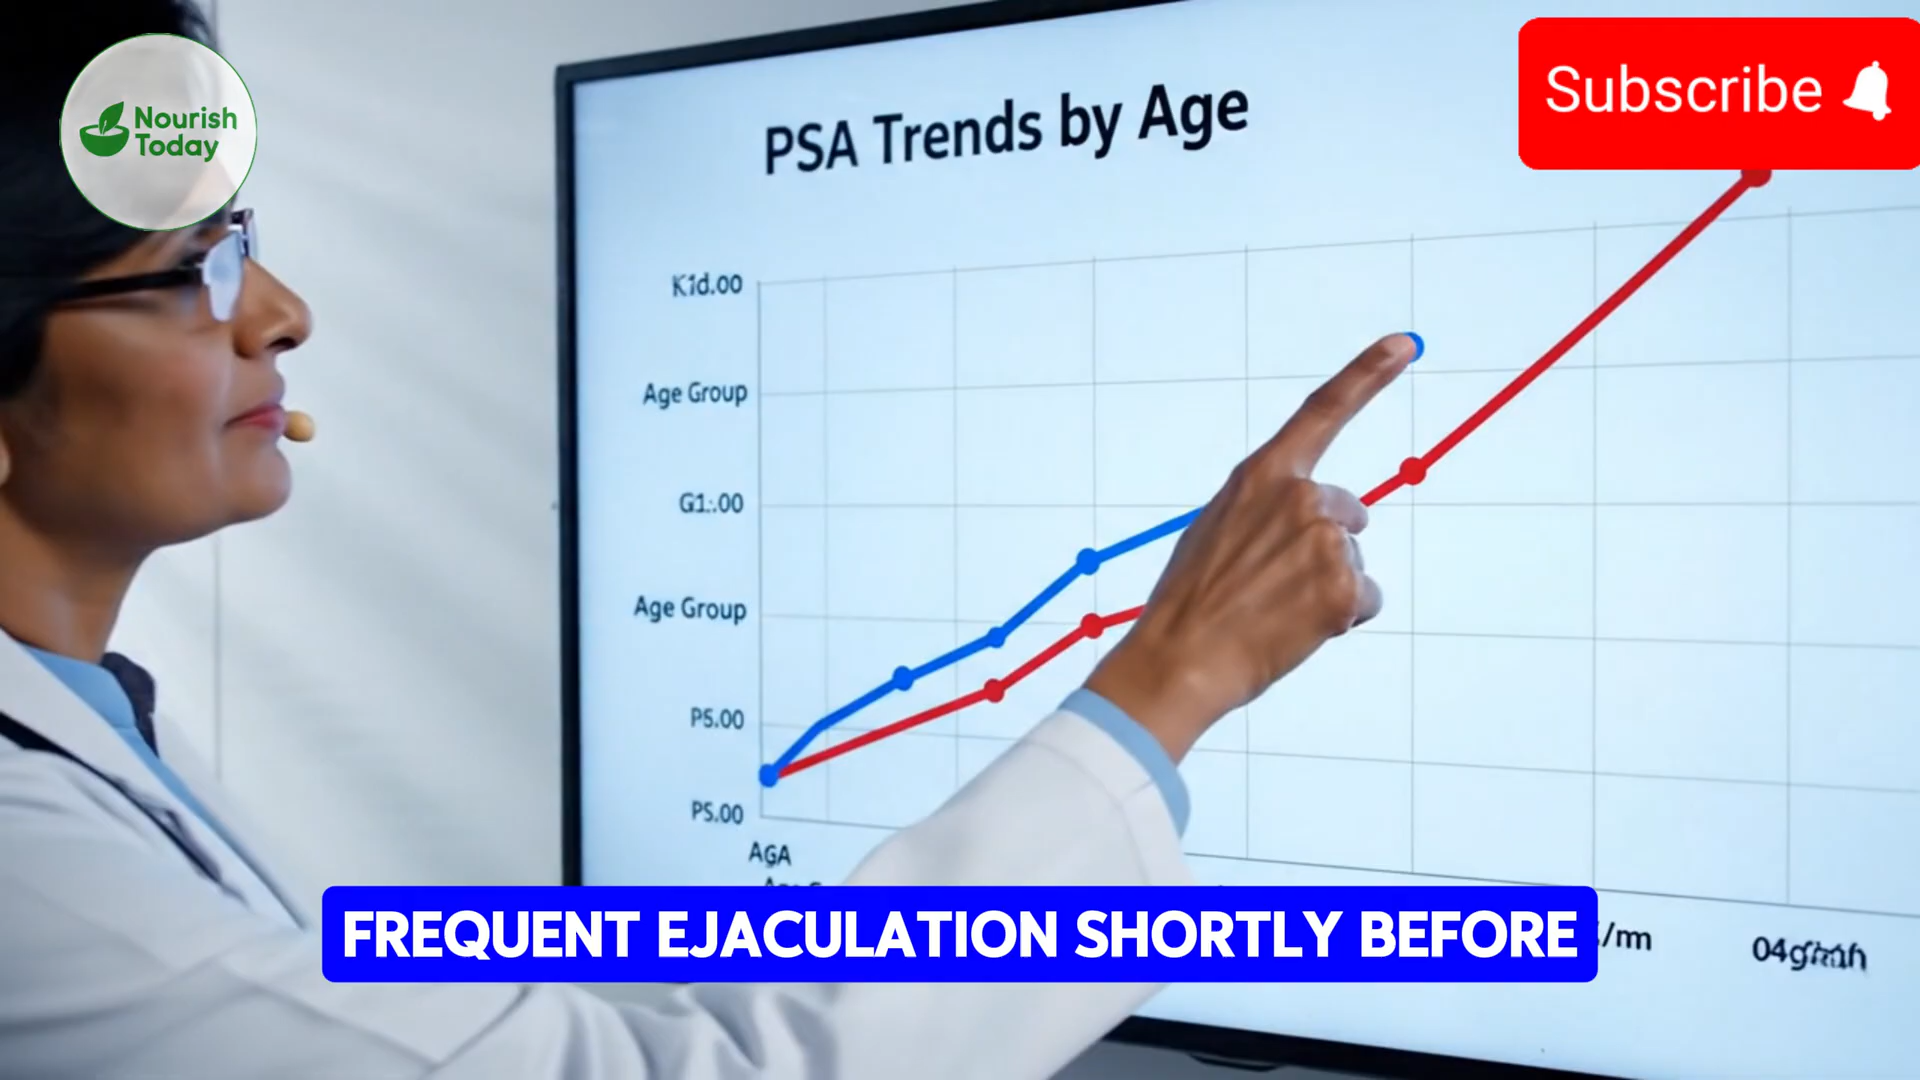 Nourish
Today
Subscribe
PSA Trends by Age
K1d.00
Age Group
G1:.00
Age Group
P5.00
PS.00
AGA
FREQUENT EJACULATION SHORTLY BEFORE